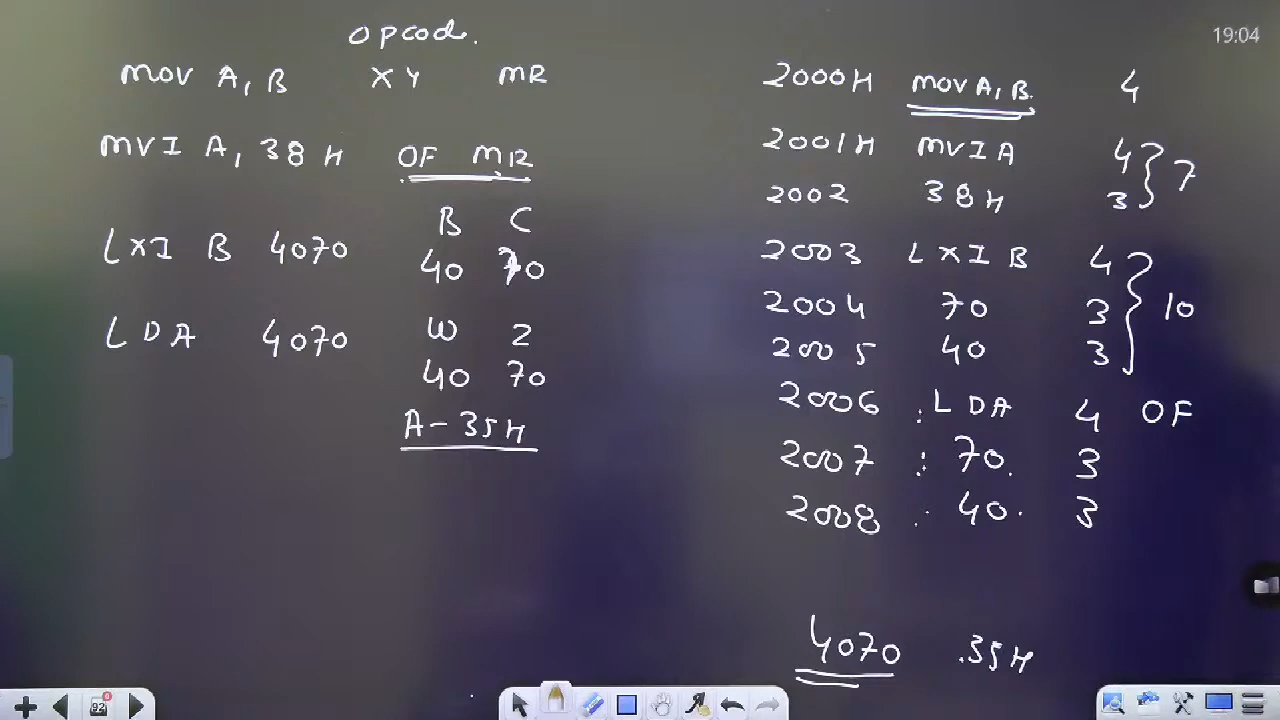 opcod.
MOV A, B XY MR
MVI A, 38H OF MR
B C
LXI B 4070 40 70
W Z
LDA 4070 40 70
A - 35H
19:04
2000H MOV A, B. 4
2001H MVI A 4
2002 38H 3 } 7
2003 LXI B 4
2004 70 3 } 10
2005 40 3
2006 : LDA 4 OF
2007 : 70. 3
2008 : 40. 3
4070 .35H
92